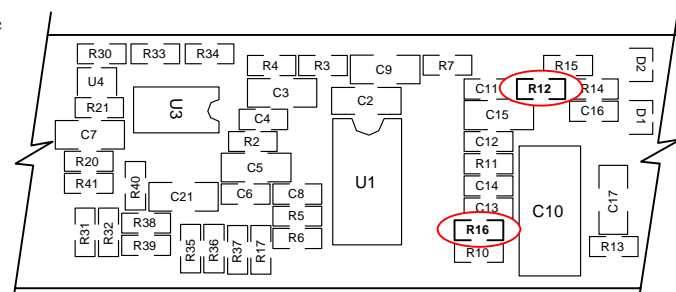 e
R30 R33 R34
R4 R3 C9 R7 R15 D2
U4 C3 C11 R12 R14
R21 U3 C2 C15 C16 D1
C7 C4
R2 C12
R20 C5 U1 R11
R41 R40 C21 C6 C8 C14 C10 C17
R5 C13
R31 R32 R38 R6 R16
R39 R35 R36 R37 R17 R10 R13